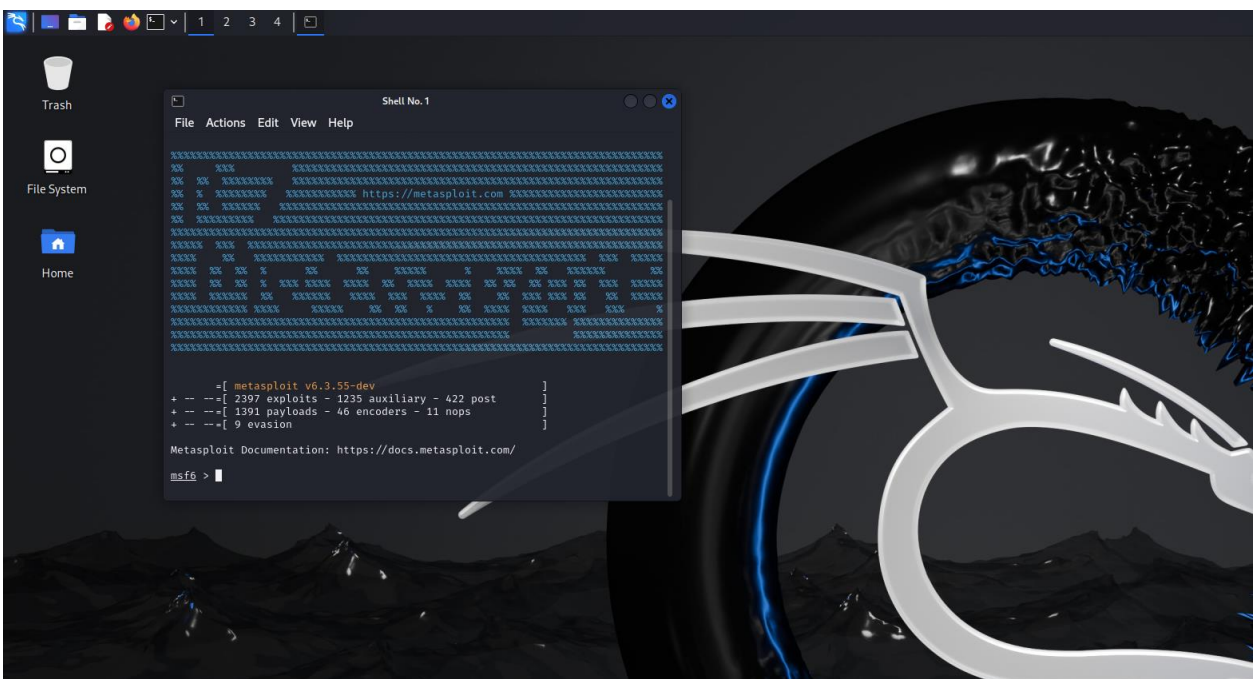 1 2 3 4
Trash
File System
Home
Shell No. 1
File Actions Edit View Help
https://metasploit.com
=[ metasploit v6.3.55-dev ]
+ -- --=[ 2397 exploits - 1235 auxiliary - 422 post ]
+ -- --=[ 1391 payloads - 46 encoders - 11 nops ]
+ -- --=[ 9 evasion ]
Metasploit Documentation: https://docs.metasploit.com/
msf6 >